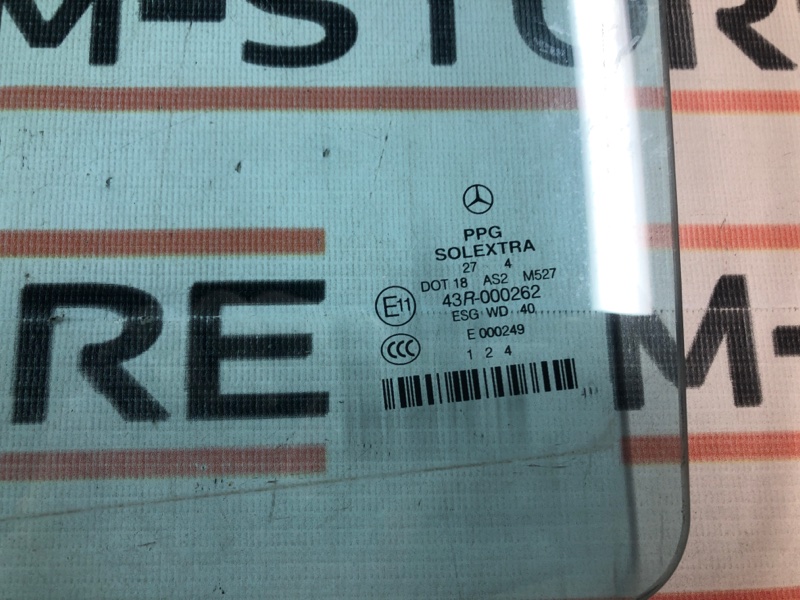 M-STORE
PPG
SOLEXTRA
27 4
DOT 18 AS2 M527
E11 43R-000262
ESG WD 40
E 000249
CCC 1 2 4
RE M-